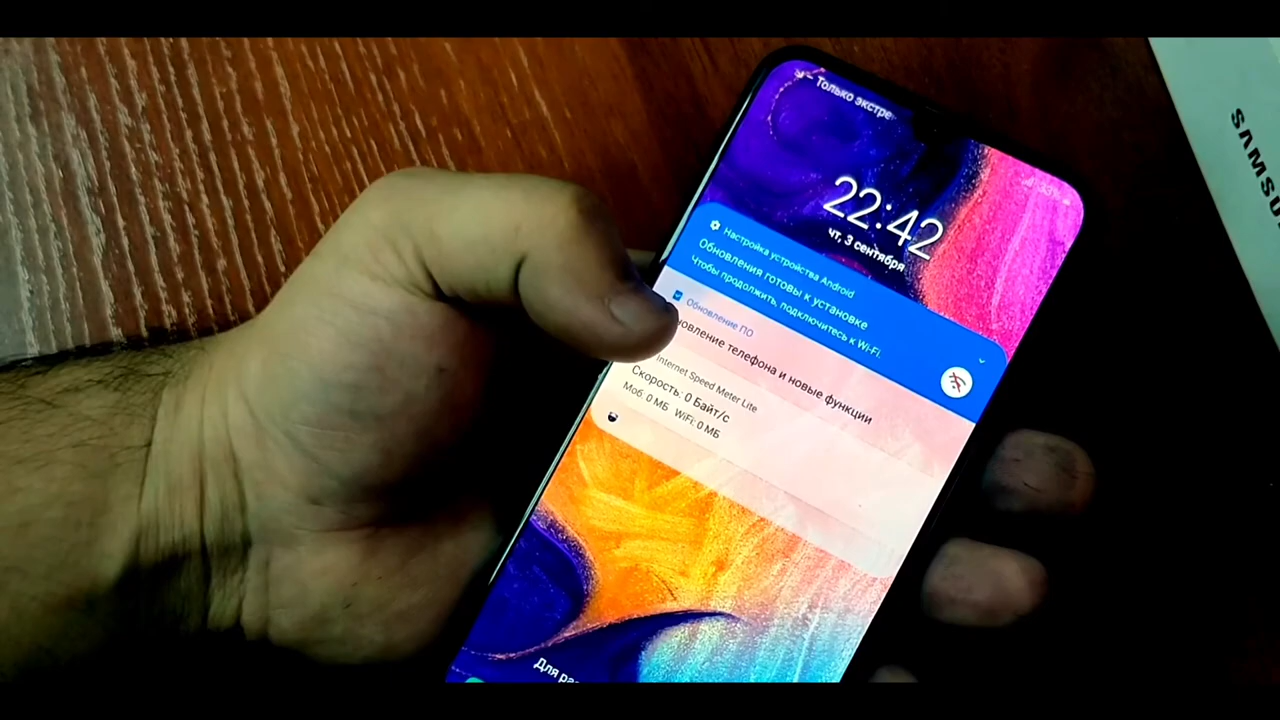 Только экстре
53%
22:42
чт, 3 сентября
Настройка устройства Android
Обновления готовы к установке
Чтобы продолжить, подключитесь к Wi-Fi.
Обновление ПО
новление телефона и новые функции
Internet Speed Meter Lite
Скорость: 0 Байт/с
Моб. 0 МБ WiFi: 0 МБ
Для ра
SAMSU